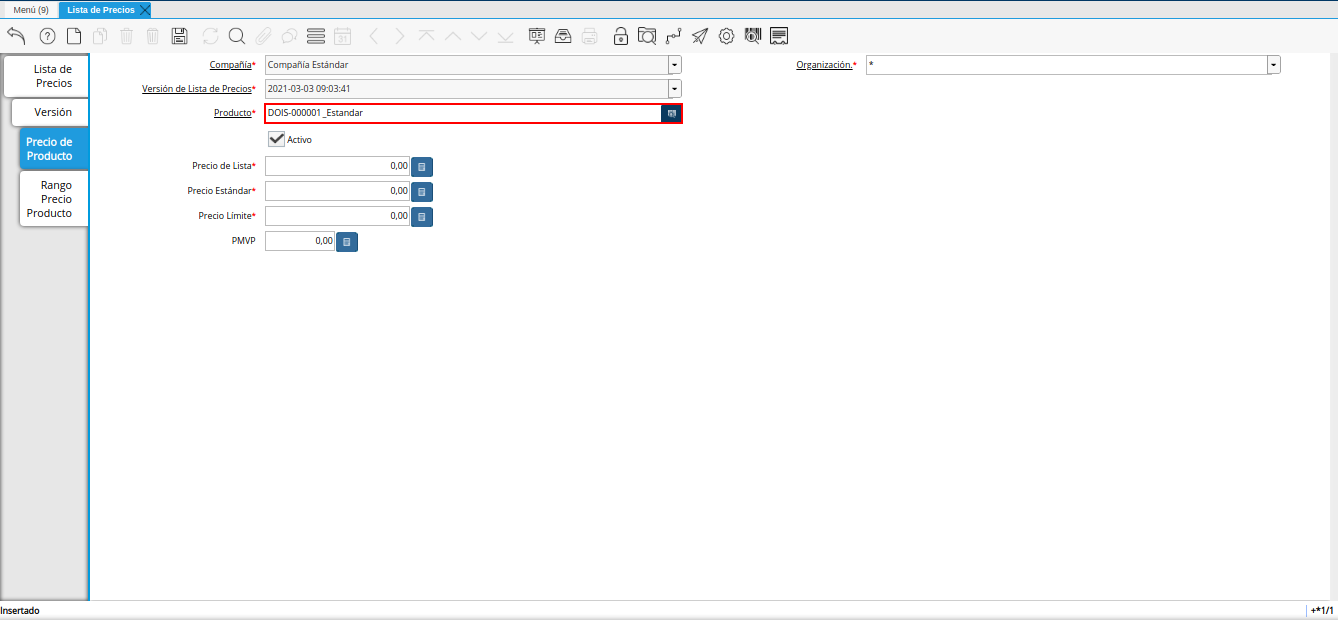 Menú (9)
Lista de Precios
31
Lista de
Precios
Versión
Precio de
Producto
Rango
Precio
Producto
Compañía*
Compañía Estándar
Organización.*
*
Versión de Lista de Precios*
2021-03-03 09:03:41
Producto*
DOIS-000001_Estandar
Activo
Precio de Lista*
0,00
Precio Estándar*
0,00
Precio Límite*
0,00
PMVP
0,00
Insertado
+*1/1